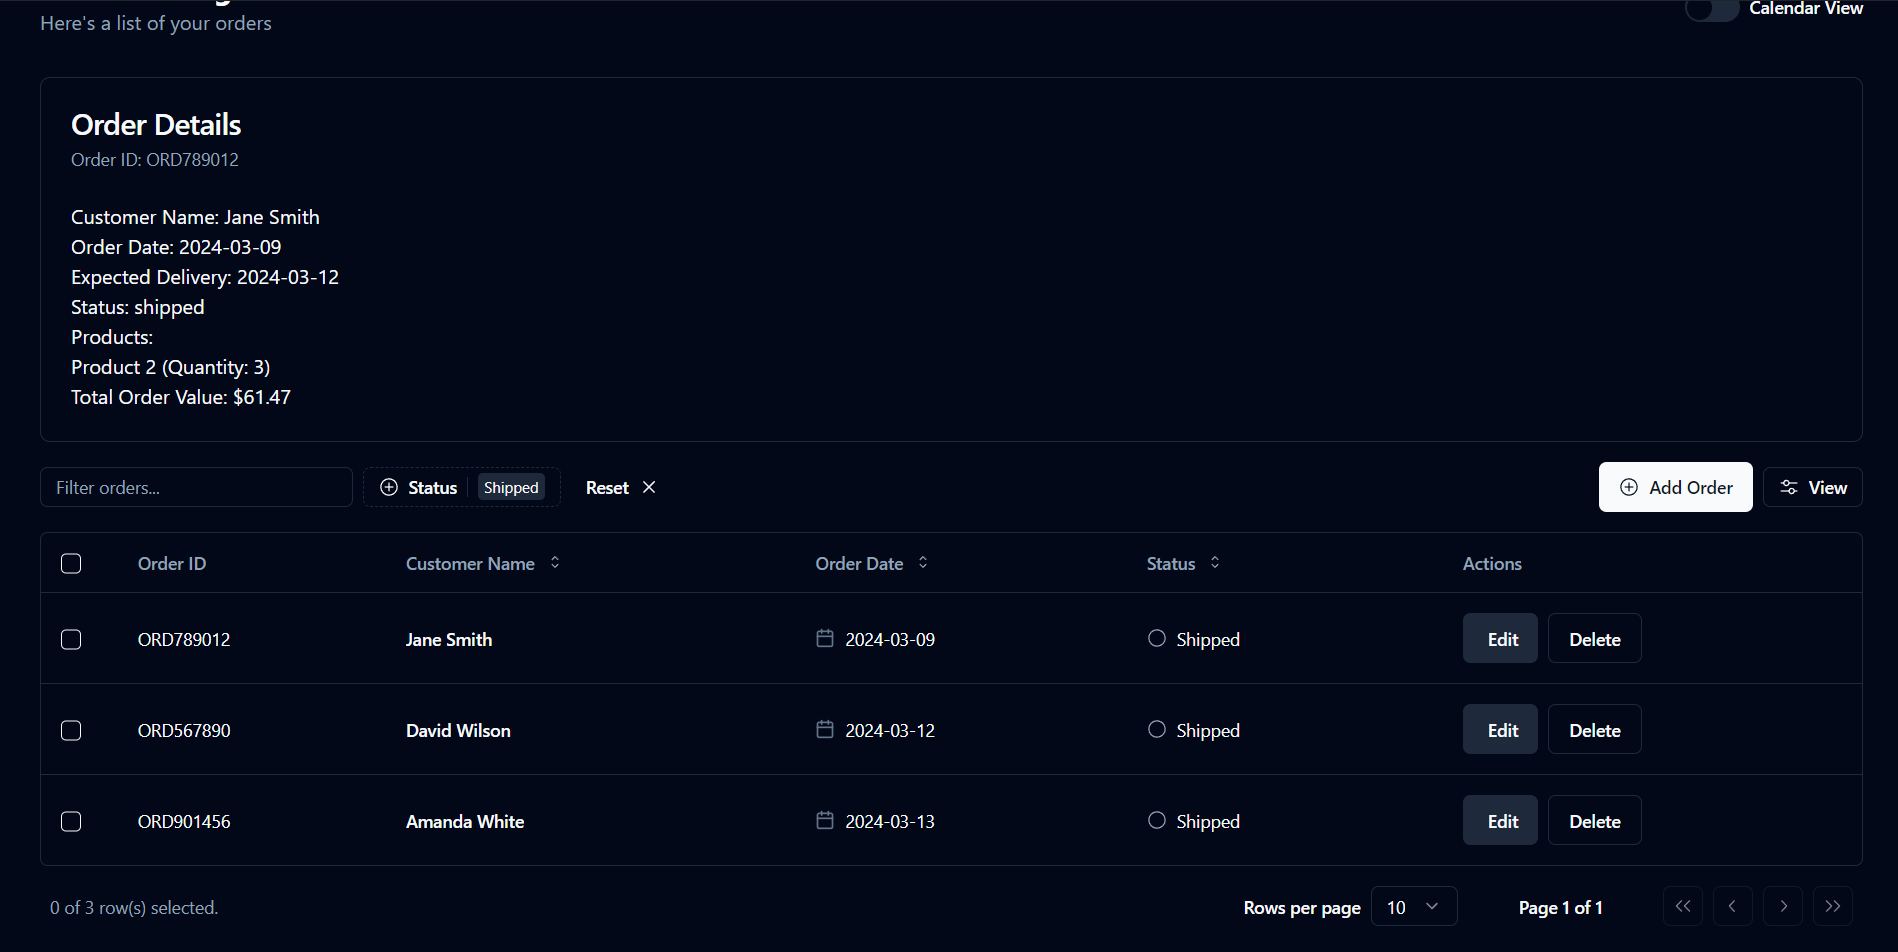 Here's a list of your orders
Calendar View
Order Details
Order ID: ORD789012
Customer Name: Jane Smith
Order Date: 2024-03-09
Expected Delivery: 2024-03-12
Status: shipped
Products:
Product 2 (Quantity: 3)
Total Order Value: $61.47
Filter orders... Status Shipped Reset Add Order View
Order ID Customer Name Order Date Status Actions
ORD789012 Jane Smith 2024-03-09 Shipped Edit Delete
ORD567890 David Wilson 2024-03-12 Shipped Edit Delete
ORD901456 Amanda White 2024-03-13 Shipped Edit Delete
0 of 3 row(s) selected. Rows per page 10 Page 1 of 1